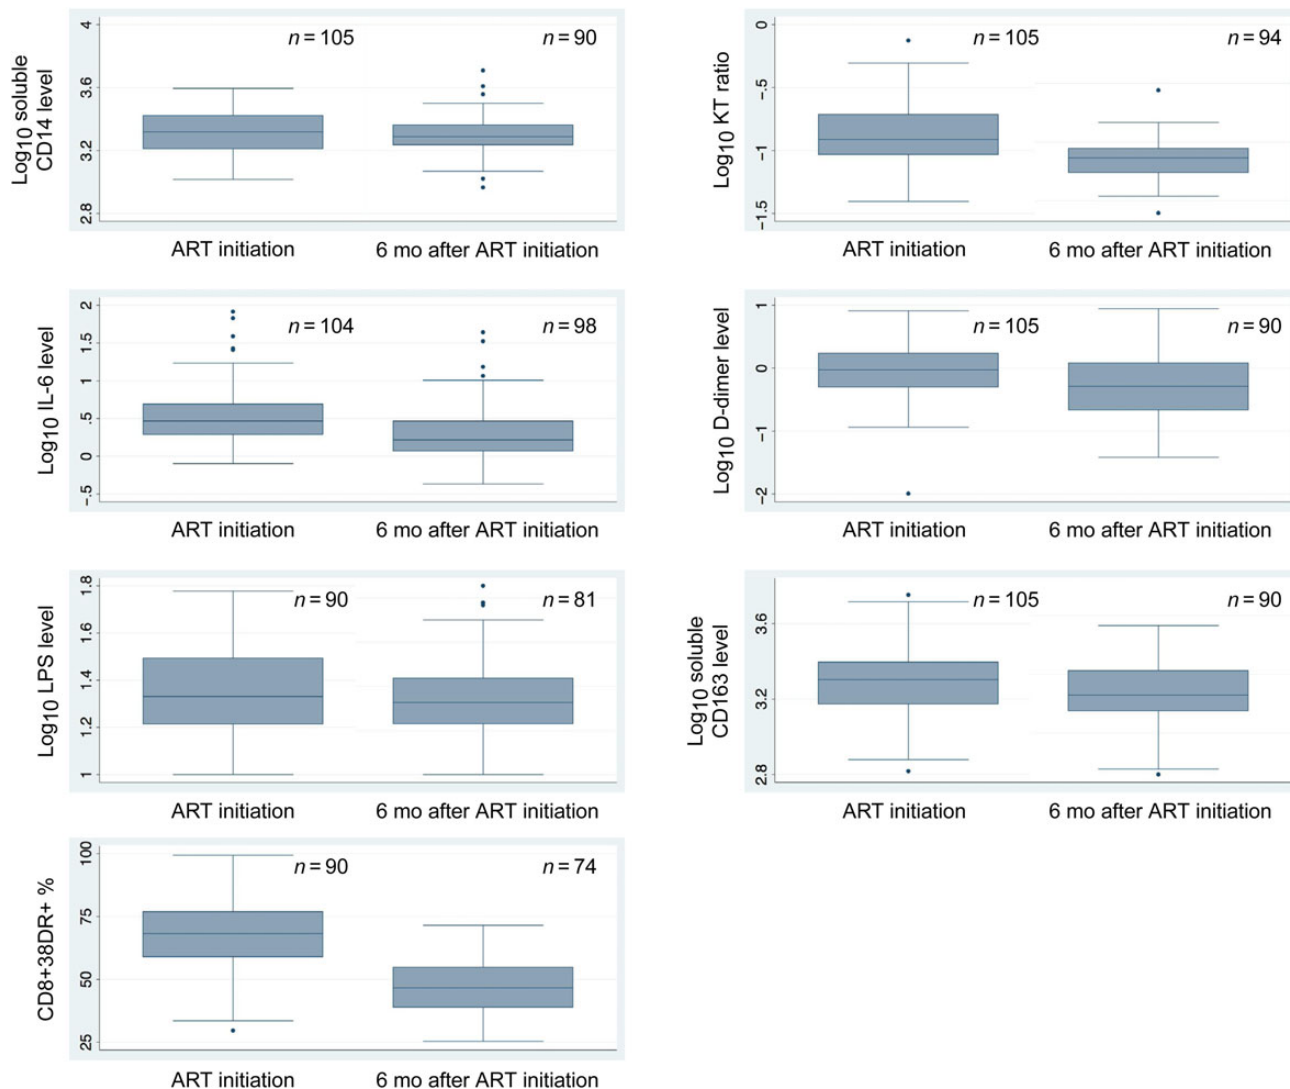 Log10 soluble
CD14 level
4
3.6
3.2
2.8
n = 105
n = 90
ART initiation
6 mo after ART initiation
Log10 KT ratio
0
-.5
-1
-1.5
n = 105
n = 94
ART initiation
6 mo after ART initiation
Log10 IL-6 level
2
1.5
1
.5
0
-.5
n = 104
n = 98
ART initiation
6 mo after ART initiation
Log10 D-dimer level
1
0
-1
-2
n = 105
n = 90
ART initiation
6 mo after ART initiation
Log10 LPS level
1.8
1.6
1.4
1.2
1
n = 90
n = 81
ART initiation
6 mo after ART initiation
Log10 soluble
CD163 level
3.6
3.2
2.8
n = 105
n = 90
ART initiation
6 mo after ART initiation
CD8+38DR+ %
100
75
50
25
n = 90
n = 74
ART initiation
6 mo after ART initiation